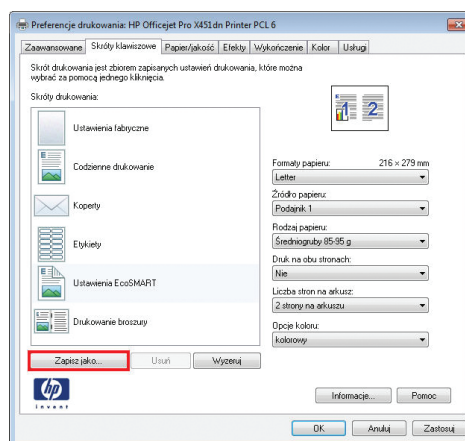 Preferencje drukowania: HP Officejet Pro X451dn Printer PCL 6
Zaawansowane Skróty klawiszowe Papier/jakość Efekty Wykończenie Kolor Usługi
Skrót drukowania jest zbiorem zapisanych ustawień drukowania, które można
wybrać za pomocą jednego kliknięcia.
Skróty drukowania:
Ustawienia fabryczne
Codzienne drukowanie
Koperty
Etykiety
Ustawienia EcoSMART
Drukowanie broszury
Zapisz jako... Usuń Wyzeruj
1 2
Formaty papieru: 216 × 279 mm
Letter
Źródło papieru:
Podajnik 1
Rodzaj papieru:
Średniogruby 85-95 g
Druk na obu stronach:
Nie
Liczba stron na arkusz:
2 strony na arkuszu
Opcje koloru:
kolorowy
hp
invent
Informacje... Pomoc
OK Anuluj Zastosuj